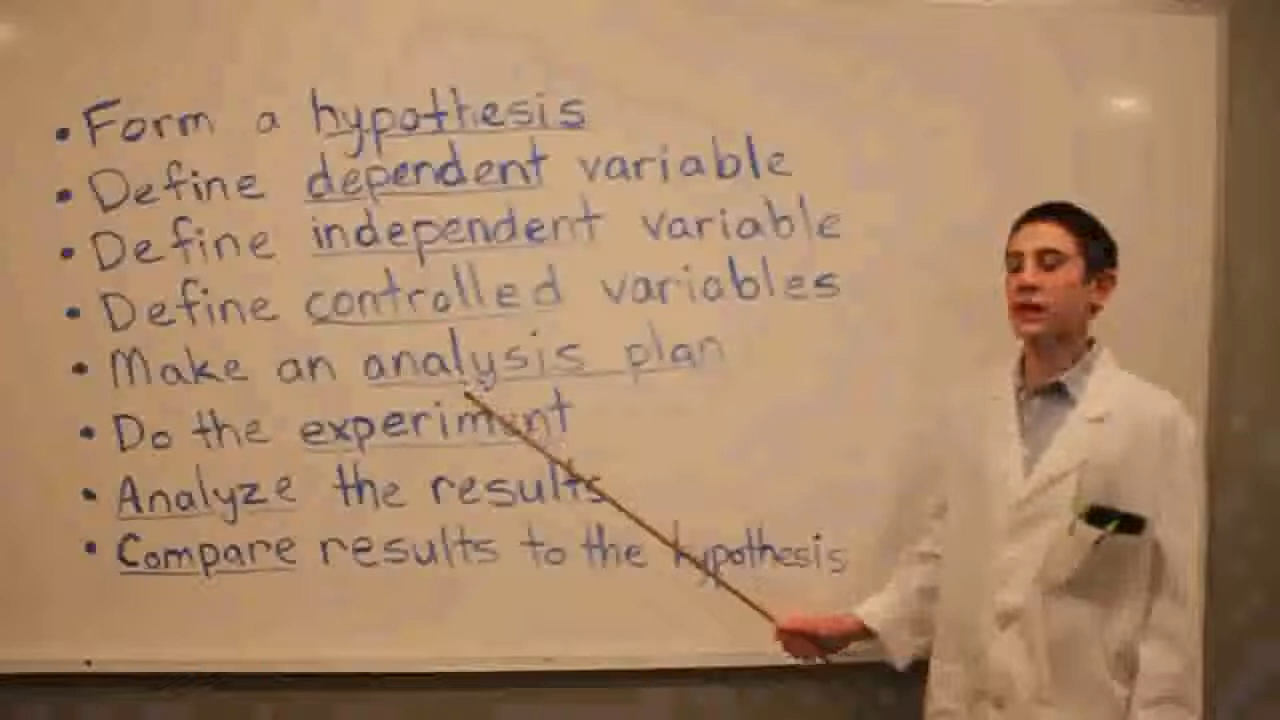 • Form a hypothesis
• Define dependent variable
• Define independent variable
• Define controlled variables
• Make an analysis plan
• Do the experiment
• Analyze the results
• Compare results to the hypothesis